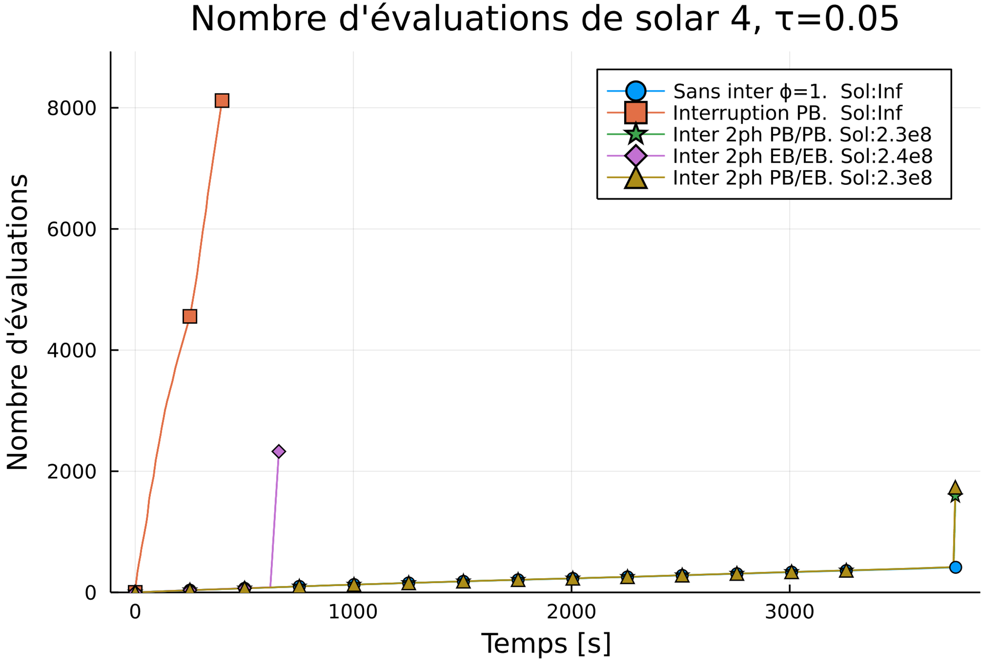 Nombre d'évaluations de solar 4, τ=0.05
Sans inter ϕ=1. Sol:Inf
Interruption PB. Sol:Inf
Inter 2ph PB/PB. Sol:2.3e8
Inter 2ph EB/EB. Sol:2.4e8
Inter 2ph PB/EB. Sol:2.3e8
Nombre d'évaluations
8000
6000
4000
2000
0
0 1000 2000 3000
Temps [s]